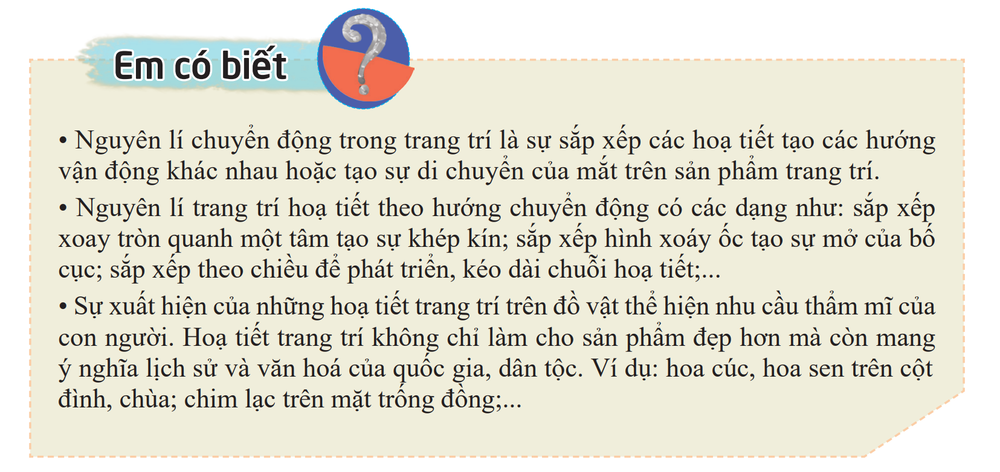 Em có biết
• Nguyên lí chuyển động trong trang trí là sự sắp xếp các hoạ tiết tạo các hướng
vận động khác nhau hoặc tạo sự di chuyển của mắt trên sản phẩm trang trí.
• Nguyên lí trang trí hoạ tiết theo hướng chuyển động có các dạng như: sắp xếp
xoay tròn quanh một tâm tạo sự khép kín; sắp xếp hình xoáy ốc tạo sự mở của bố
cục; sắp xếp theo chiều để phát triển, kéo dài chuỗi hoạ tiết;...
• Sự xuất hiện của những hoạ tiết trang trí trên đồ vật thể hiện nhu cầu thẩm mĩ của
con người. Hoạ tiết trang trí không chỉ làm cho sản phẩm đẹp hơn mà còn mang
ý nghĩa lịch sử và văn hoá của quốc gia, dân tộc. Ví dụ: hoa cúc, hoa sen trên cột
đình, chùa; chim lạc trên mặt trống đồng;...